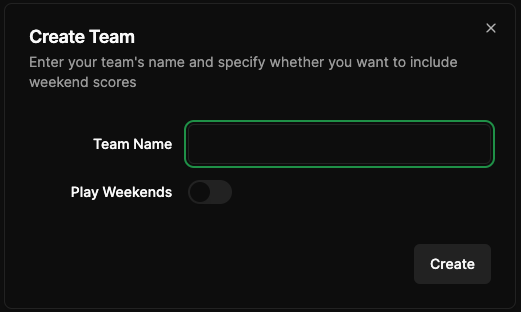 Create Team
Enter your team's name and specify whether you want to include
weekend scores
Team Name
Play Weekends
Create